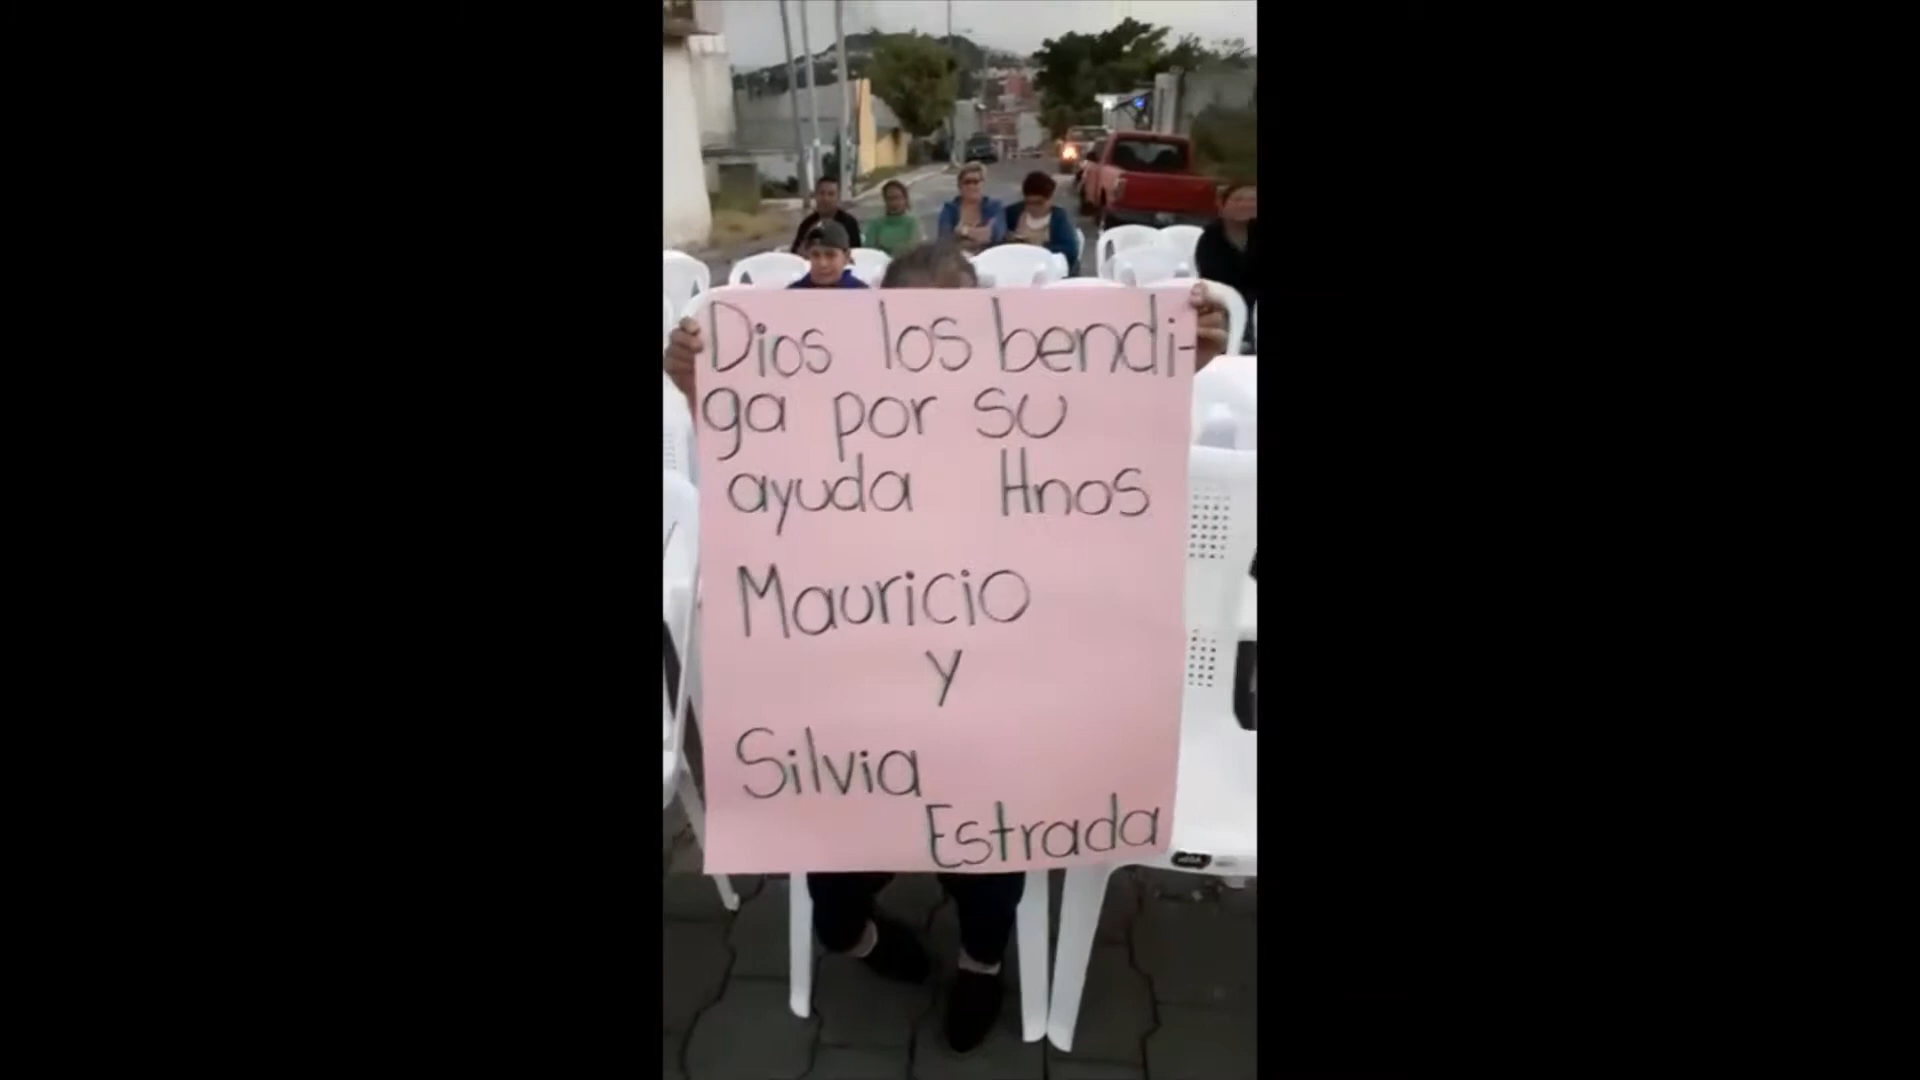 Dios los bendi-
ga por su
ayuda Hnos
Mauricio
y
Silvia
Estrada